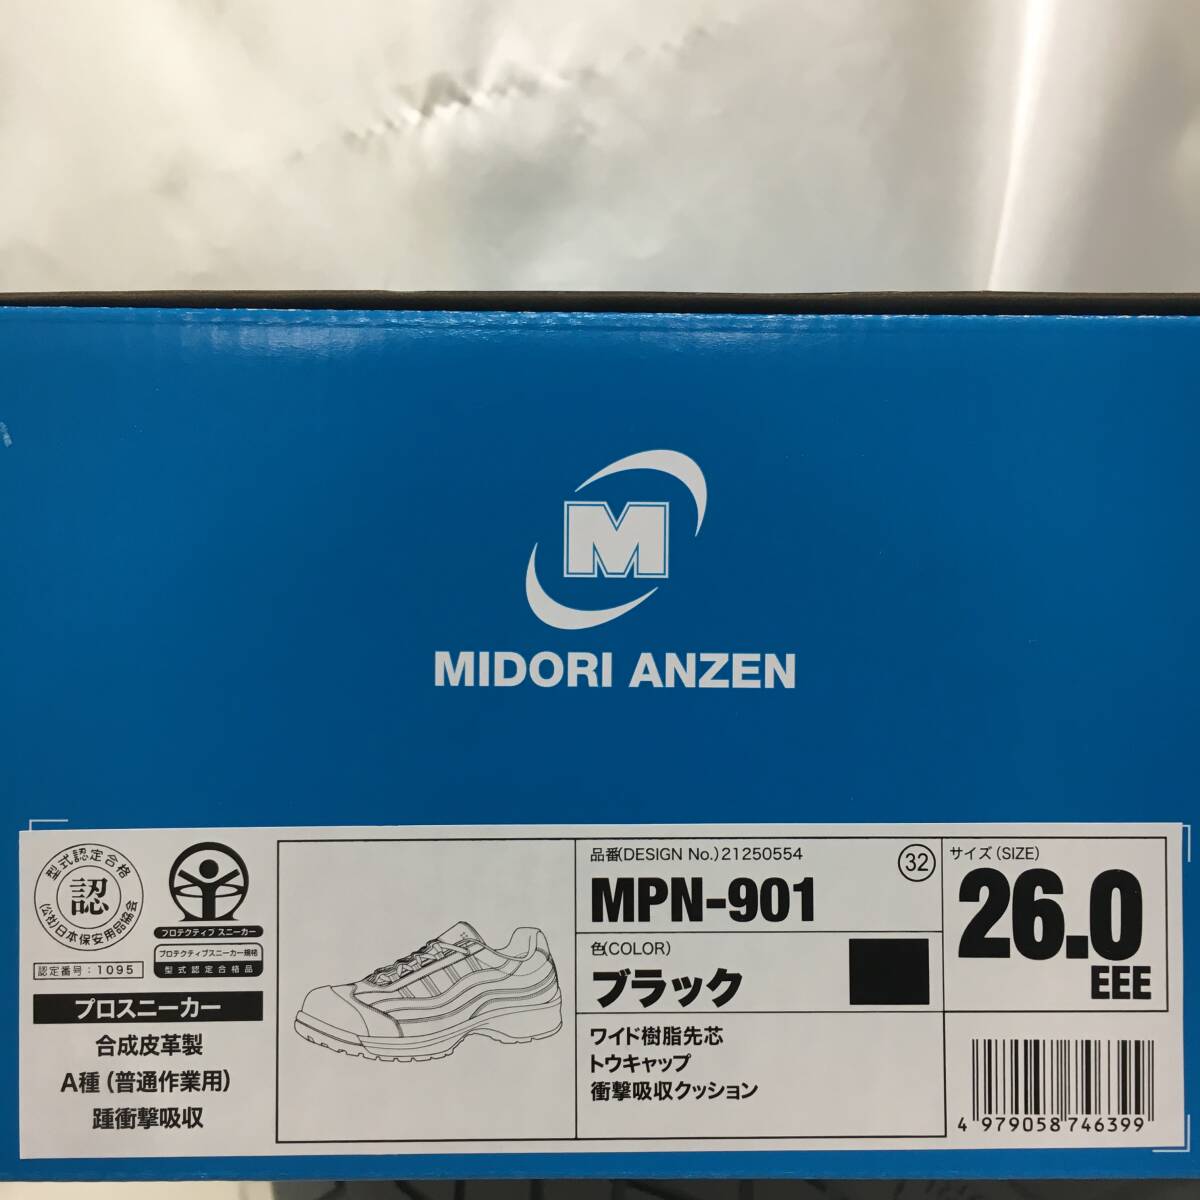 M
MIDORI ANZEN
型式認定合格
認
(公社)日本保安用品協会
認定番号：1095
プロテクティブ スニーカー
プロテクティブスニーカー規格
型式認定合格品
プロスニーカー
合成皮革製
A種(普通作業用)
踵衝撃吸収
品番(DESIGN No.)21250554
32
MPN-901
色(COLOR)
ブラック
ワイド樹脂先芯
トウキャップ
衝撃吸収クッション
サイズ(SIZE)
26.0
EEE
4 979058 746399